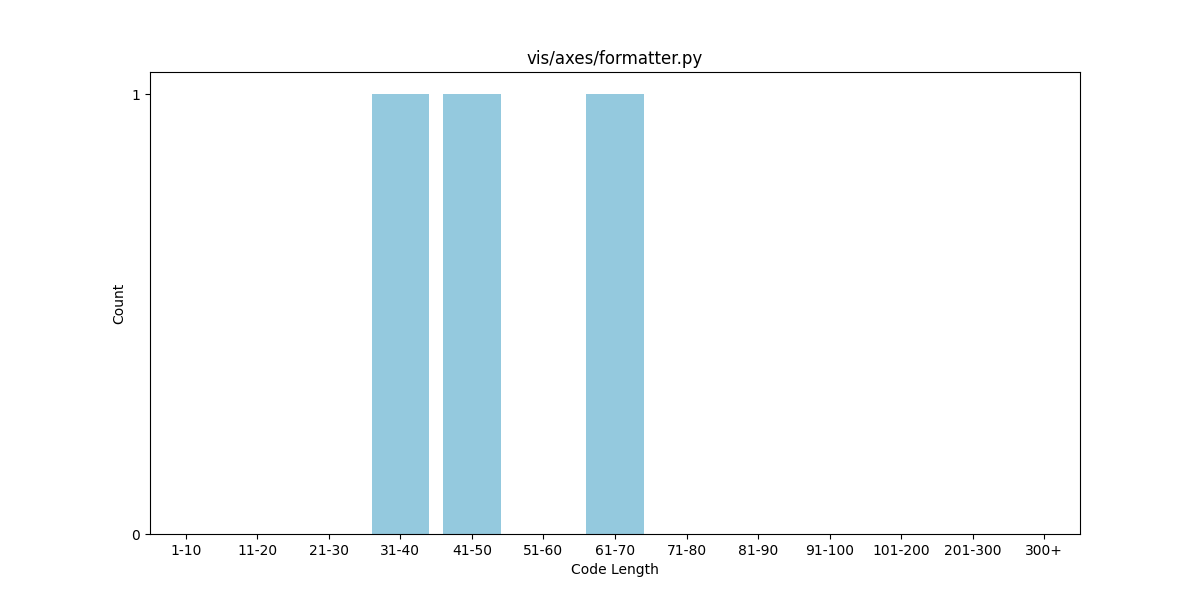 vis/axes/formatter.py
1
Count
0
1-10 11-20 21-30 31-40 41-50 51-60 61-70 71-80 81-90 91-100 101-200 201-300 300+
Code Length